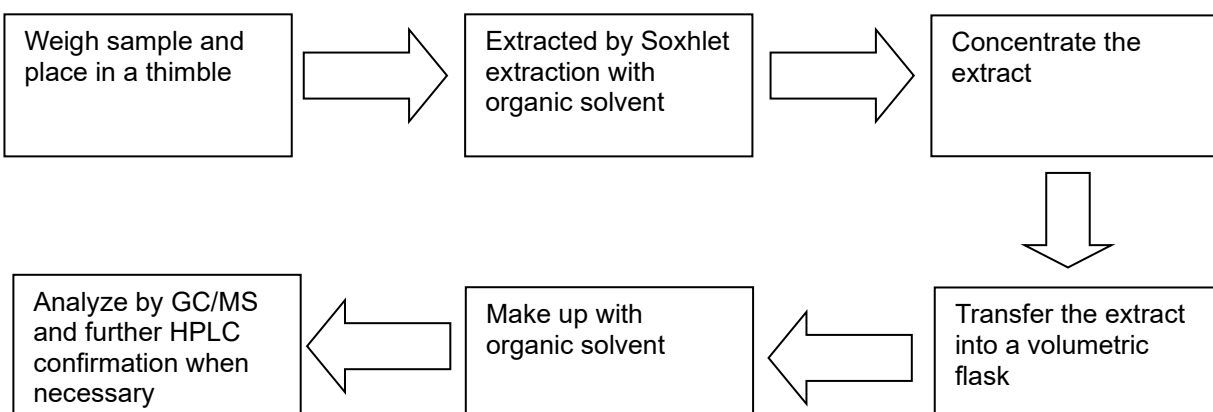 Weigh sample and
place in a thimble
Extracted by Soxhlet
extraction with
organic solvent
Concentrate the
extract
Transfer the extract
into a volumetric
flask
Make up with
organic solvent
Analyze by GC/MS
and further HPLC
confirmation when
necessary